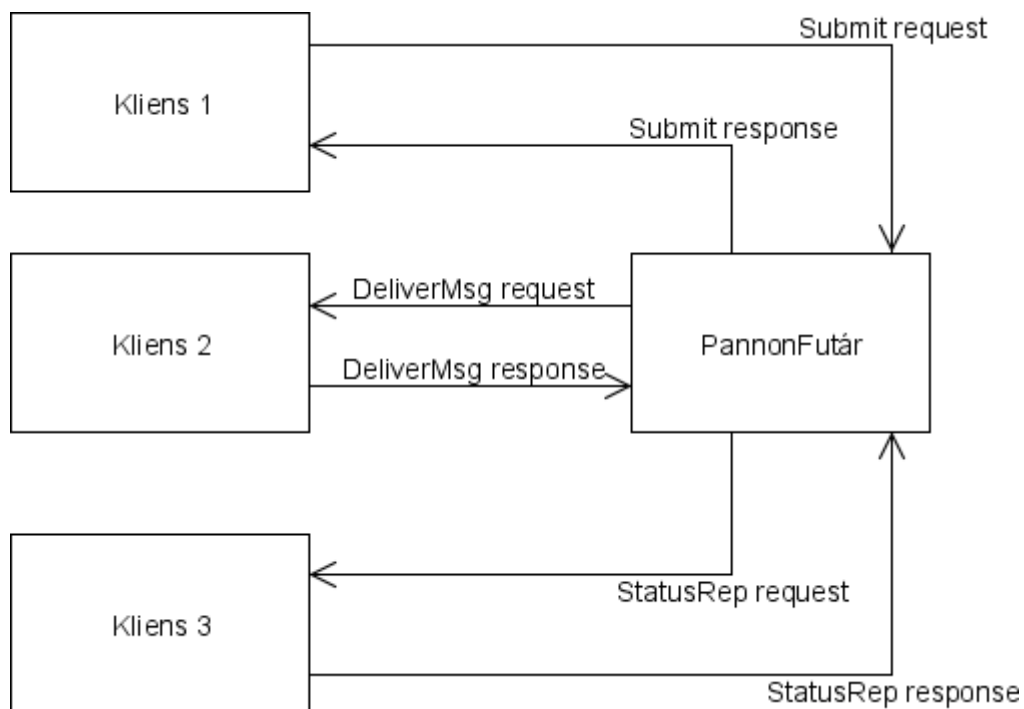 Submit request
Kliens 1
Submit response
DeliverMsg request
Kliens 2
PannonFutár
DeliverMsg response
StatusRep request
Kliens 3
StatusRep response